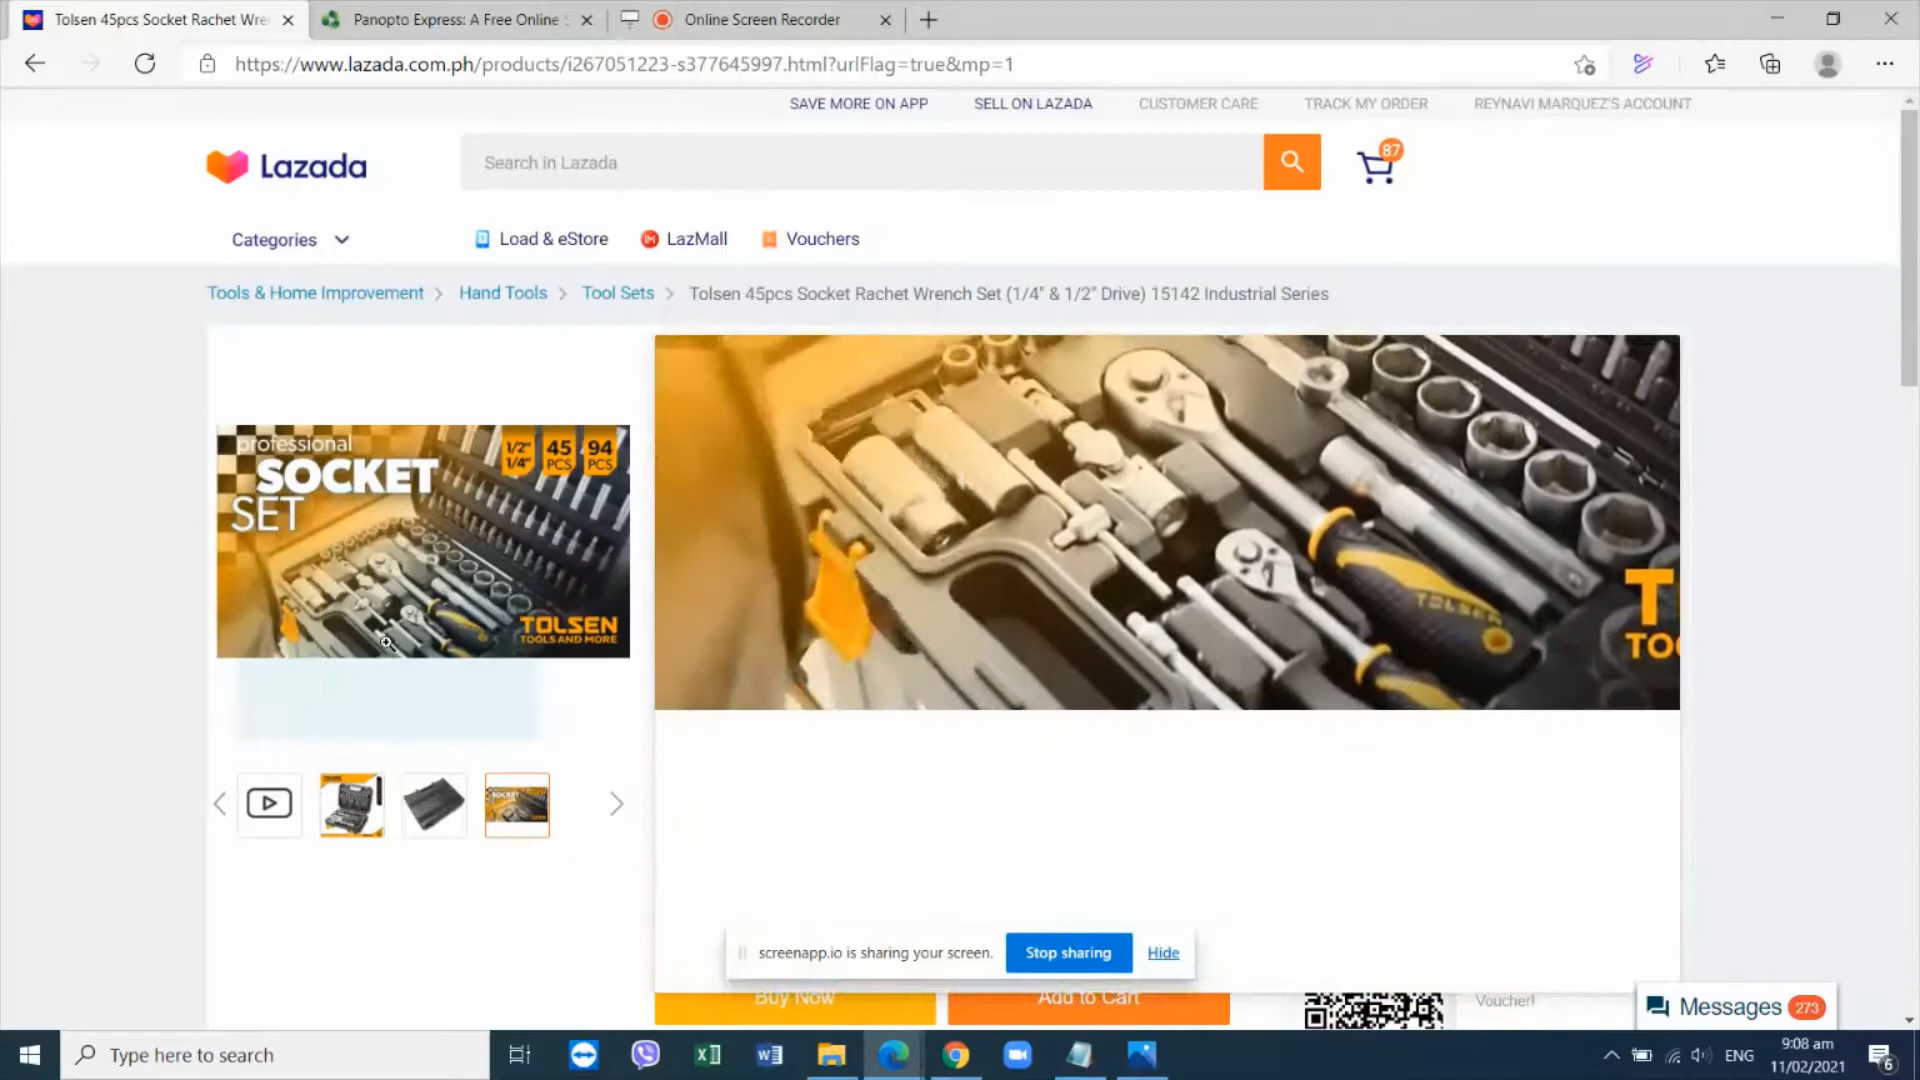 Tolsen 45pcs Socket Rachet Wre
Panopto Express: A Free Online
Online Screen Recorder
https://www.lazada.com.ph/products/i267051223-s377645997.html?urlFlag=true&mp=1
SAVE MORE ON APP
SELL ON LAZADA
CUSTOMER CARE
TRACK MY ORDER
REYNAVI MARQUEZ'S ACCOUNT
Lazada
Search in Lazada
87
Categories
Load & eStore
LazMall
Vouchers
Tools & Home Improvement > Hand Tools > Tool Sets > Tolsen 45pcs Socket Rachet Wrench Set (1/4" & 1/2" Drive) 15142 Industrial Series
professional
SOCKET
SET
1/2" 1/4"
45 PCS
94 PCS
TOLSEN
TOOLS AND MORE
TOLSEN
T
TOO
screenapp.io is sharing your screen.
Stop sharing
Hide
Buy Now
Add to Cart
Voucher!
Messages 273
Type here to search
ENG
9:08 am
11/02/2021
6